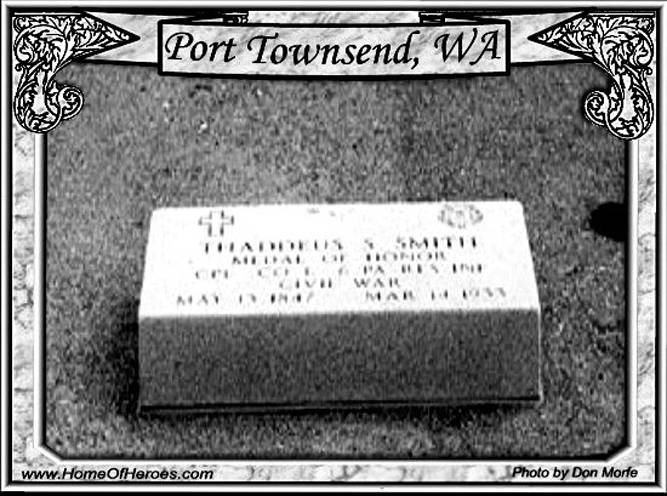 Port Townsend, WA
THADDEUS S. SMITH
MEDAL OF HONOR
CPL CO E 6 PA RES INF
CIVIL WAR
MAY 13 1847 MAR 14 1933
www.HomeOfHeroes.com
Photo by Don Morfe